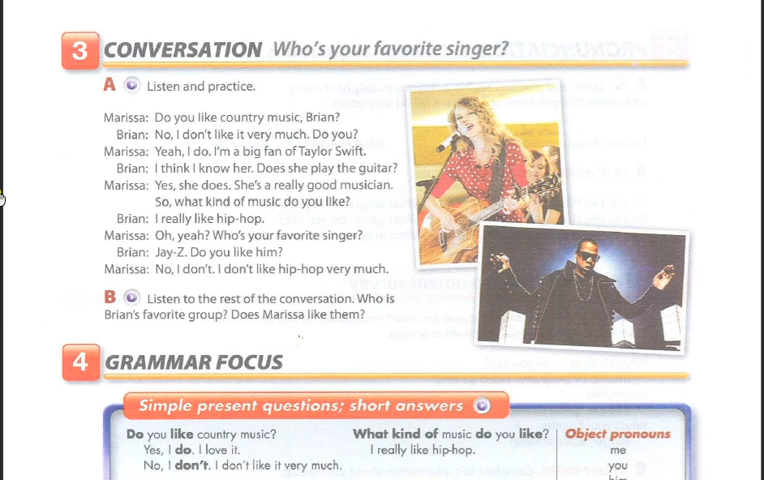 3 CONVERSATION Who's your favorite singer?
A Listen and practice.
Marissa: Do you like country music, Brian?
Brian: No, I don't like it very much. Do you?
Marissa: Yeah, I do. I'm a big fan of Taylor Swift.
Brian: I think I know her. Does she play the guitar?
Marissa: Yes, she does. She's a really good musician.
So, what kind of music do you like?
Brian: I really like hip-hop.
Marissa: Oh, yeah? Who's your favorite singer?
Brian: Jay-Z. Do you like him?
Marissa: No, I don't. I don't like hip-hop very much.
B Listen to the rest of the conversation. Who is
Brian's favorite group? Does Marissa like them?
4 GRAMMAR FOCUS
Simple present questions; short answers
Do you like country music?
Yes, I do. I love it.
No, I don't. I don't like it very much.
What kind of music do you like?
I really like hip-hop.
Object pronouns
me
you
him